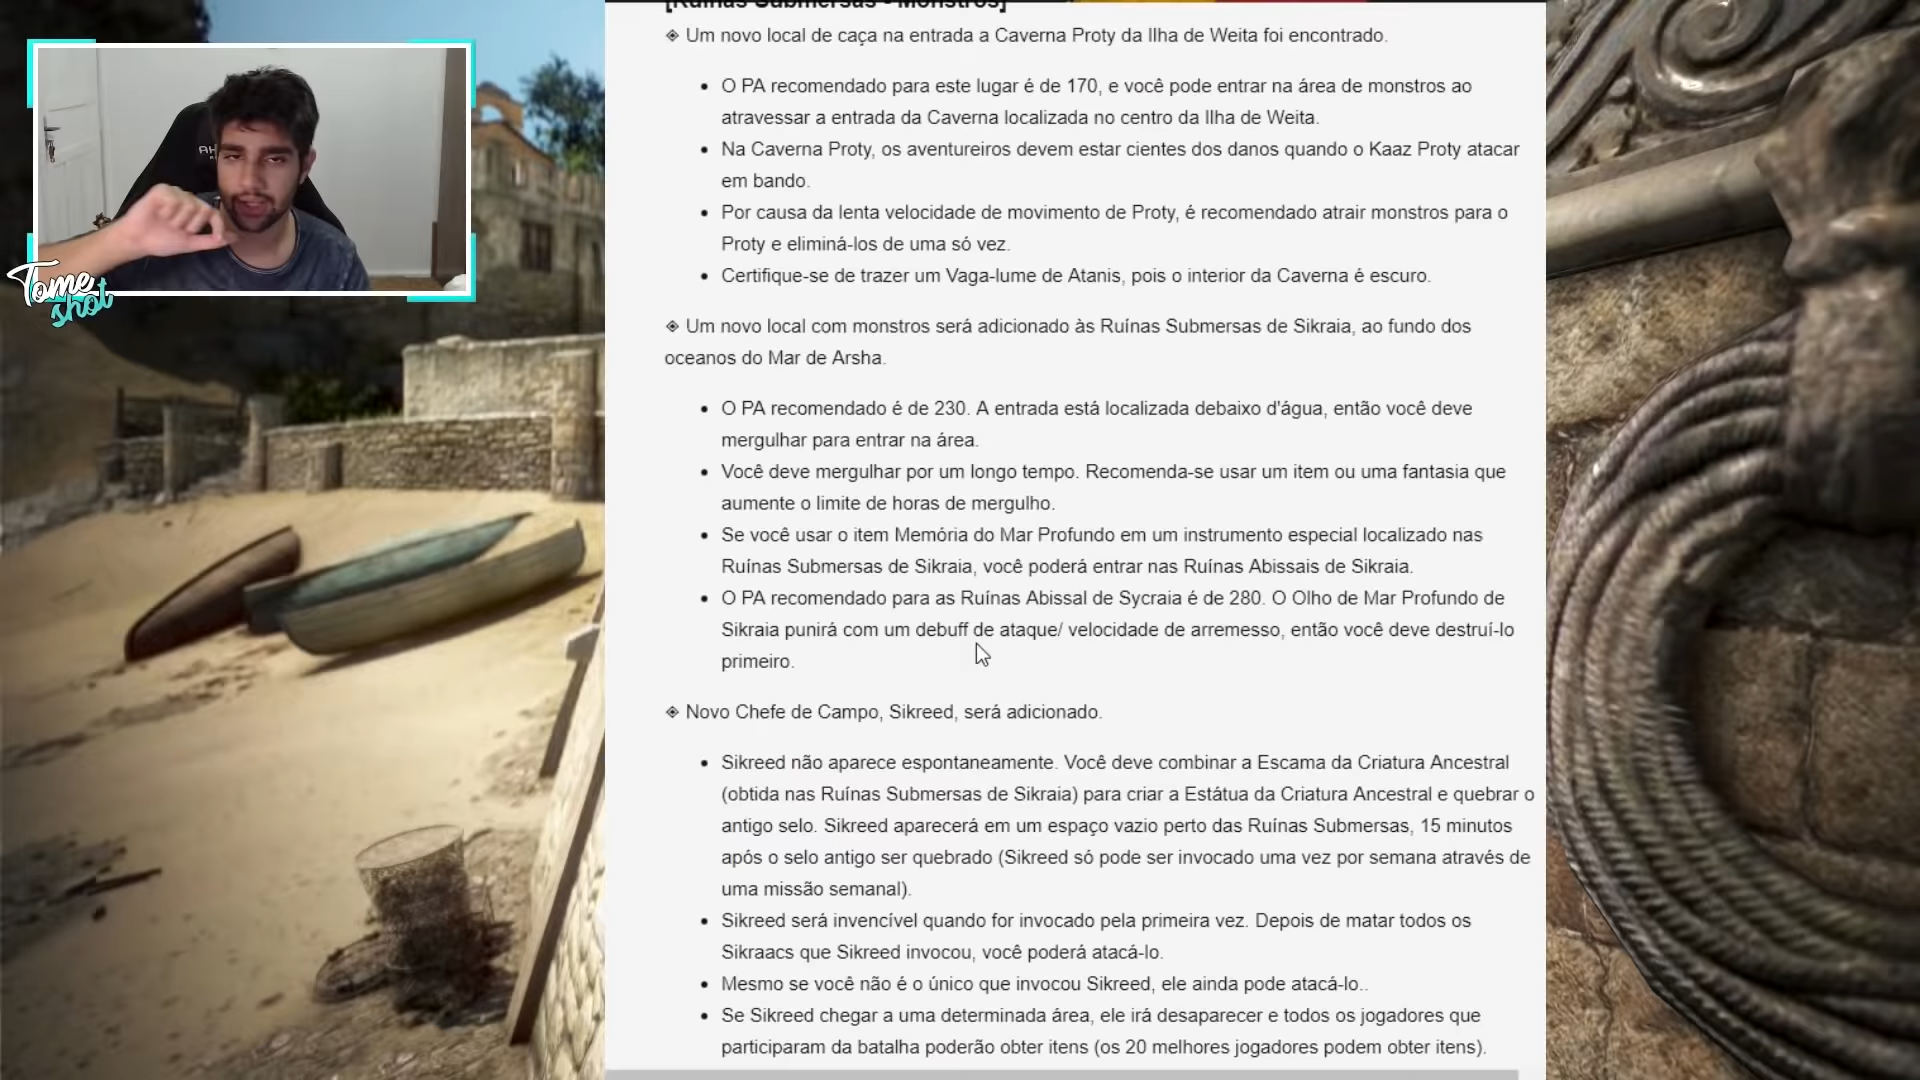 [Ruínas Submersas - Monstros]
◈ Um novo local de caça na entrada a Caverna Proty da Ilha de Weita foi encontrado.
• O PA recomendado para este lugar é de 170, e você pode entrar na área de monstros ao
atravessar a entrada da Caverna localizada no centro da Ilha de Weita.
• Na Caverna Proty, os aventureiros devem estar cientes dos danos quando o Kaaz Proty atacar
em bando.
• Por causa da lenta velocidade de movimento de Proty, é recomendado atrair monstros para o
Proty e eliminá-los de uma só vez.
• Certifique-se de trazer um Vaga-lume de Atanis, pois o interior da Caverna é escuro.
◈ Um novo local com monstros será adicionado às Ruínas Submersas de Sikraia, ao fundo dos
oceanos do Mar de Arsha.
• O PA recomendado é de 230. A entrada está localizada debaixo d'água, então você deve
mergulhar para entrar na área.
• Você deve mergulhar por um longo tempo. Recomenda-se usar um item ou uma fantasia que
aumente o limite de horas de mergulho.
• Se você usar o item Memória do Mar Profundo em um instrumento especial localizado nas
Ruínas Submersas de Sikraia, você poderá entrar nas Ruínas Abissais de Sikraia.
• O PA recomendado para as Ruínas Abissal de Sycraia é de 280. O Olho de Mar Profundo de
Sikraia punirá com um debuff de ataque/ velocidade de arremesso, então você deve destruí-lo
primeiro.
◈ Novo Chefe de Campo, Sikreed, será adicionado.
• Sikreed não aparece espontaneamente. Você deve combinar a Escama da Criatura Ancestral
(obtida nas Ruínas Submersas de Sikraia) para criar a Estátua da Criatura Ancestral e quebrar o
antigo selo. Sikreed aparecerá em um espaço vazio perto das Ruínas Submersas, 15 minutos
após o selo antigo ser quebrado (Sikreed só pode ser invocado uma vez por semana através de
uma missão semanal).
• Sikreed será invencível quando for invocado pela primeira vez. Depois de matar todos os
Sikraacs que Sikreed invocou, você poderá atacá-lo.
• Mesmo se você não é o único que invocou Sikreed, ele ainda pode atacá-lo..
• Se Sikreed chegar a uma determinada área, ele irá desaparecer e todos os jogadores que
participaram da batalha poderão obter itens (os 20 melhores jogadores podem obter itens).
Tome
shot